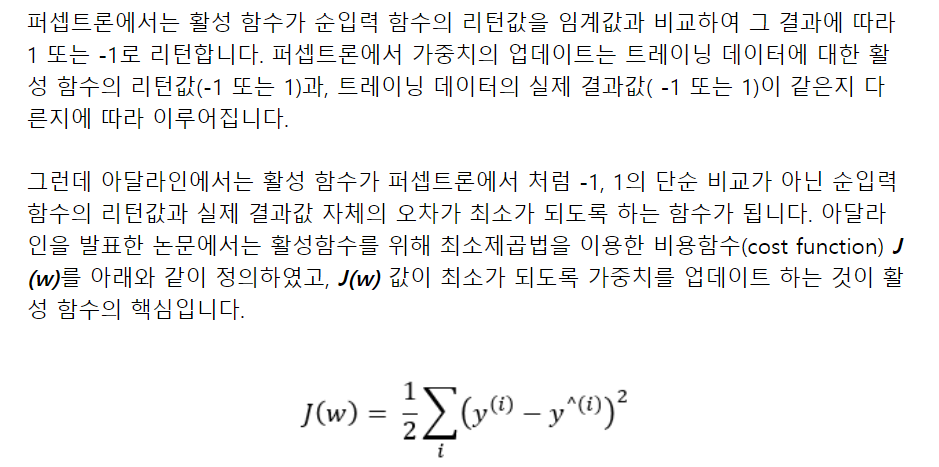 퍼셉트론에서는 활성 함수가 순입력 함수의 리턴값을 임계값과 비교하여 그 결과에 따라
1 또는 -1로 리턴합니다. 퍼셉트론에서 가중치의 업데이트는 트레이닝 데이터에 대한 활
성 함수의 리턴값(-1 또는 1)과, 트레이닝 데이터의 실제 결과값( -1 또는 1)이 같은지 다
른지에 따라 이루어집니다.
그런데 아달라인에서는 활성 함수가 퍼셉트론에서 처럼 -1, 1의 단순 비교가 아닌 순입력
함수의 리턴값과 실제 결과값 자체의 오차가 최소가 되도록 하는 함수가 됩니다. 아달라
인을 발표한 논문에서는 활성함수를 위해 최소제곱법을 이용한 비용함수(cost function) J
(w)를 아래와 같이 정의하였고, J(w) 값이 최소가 되도록 가중치를 업데이트 하는 것이 활
성 함수의 핵심입니다.
J(w) = 1/2 ∑_i (y^(i) − y^^(i))^2